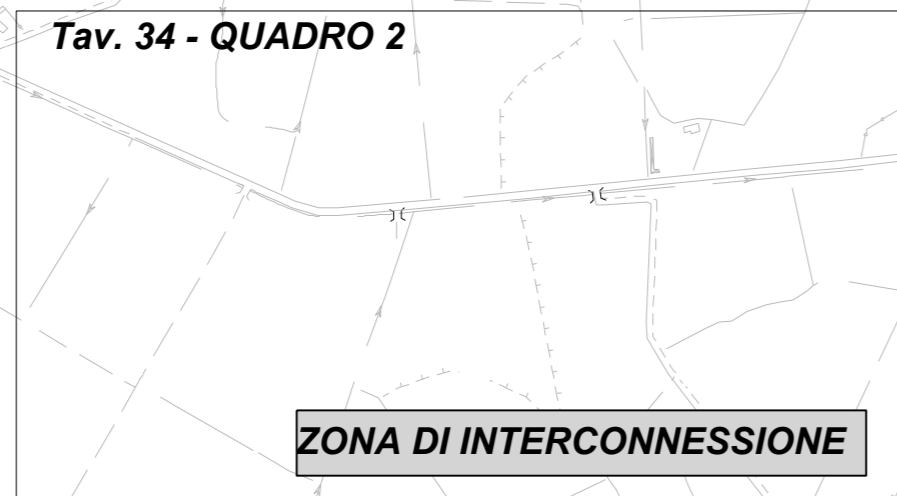 Tav. 34 - QUADRO 2
ZONA DI INTERCONNESSIONE